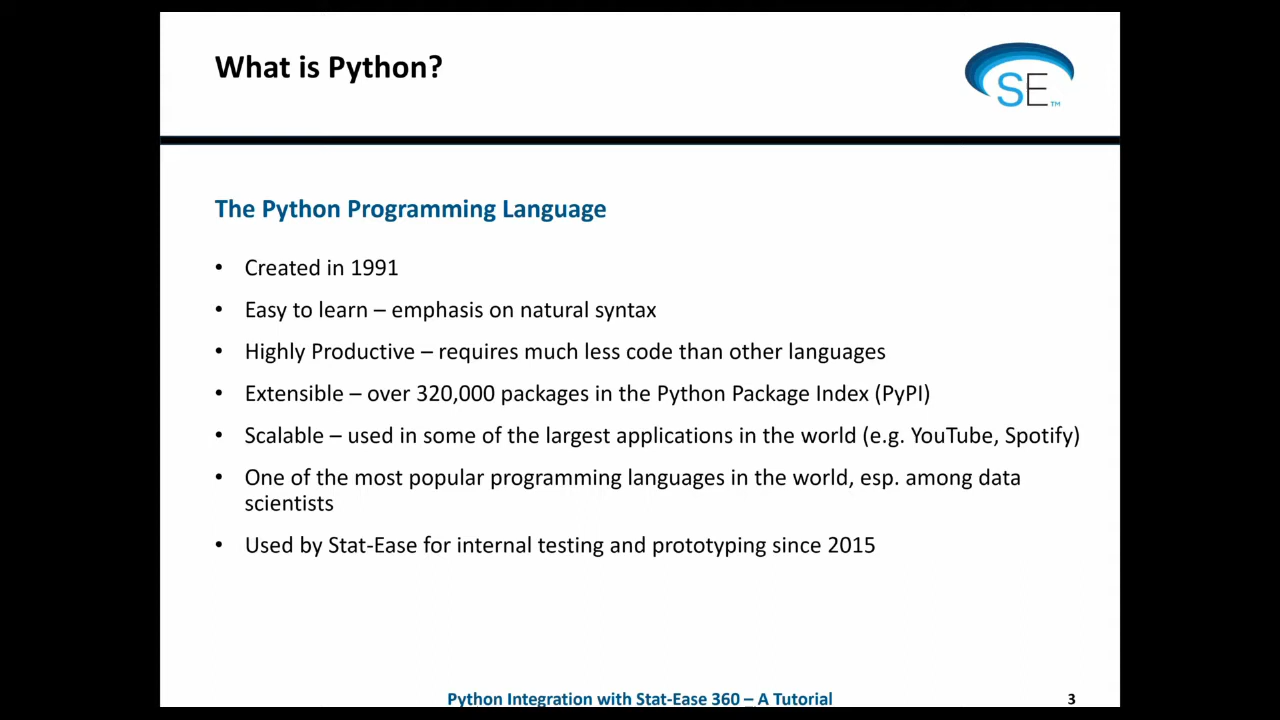 What is Python?
SE™
The Python Programming Language
• Created in 1991
• Easy to learn – emphasis on natural syntax
• Highly Productive – requires much less code than other languages
• Extensible – over 320,000 packages in the Python Package Index (PyPI)
• Scalable – used in some of the largest applications in the world (e.g. YouTube, Spotify)
• One of the most popular programming languages in the world, esp. among data
scientists
• Used by Stat-Ease for internal testing and prototyping since 2015
Python Integration with Stat-Ease 360 – A Tutorial
3